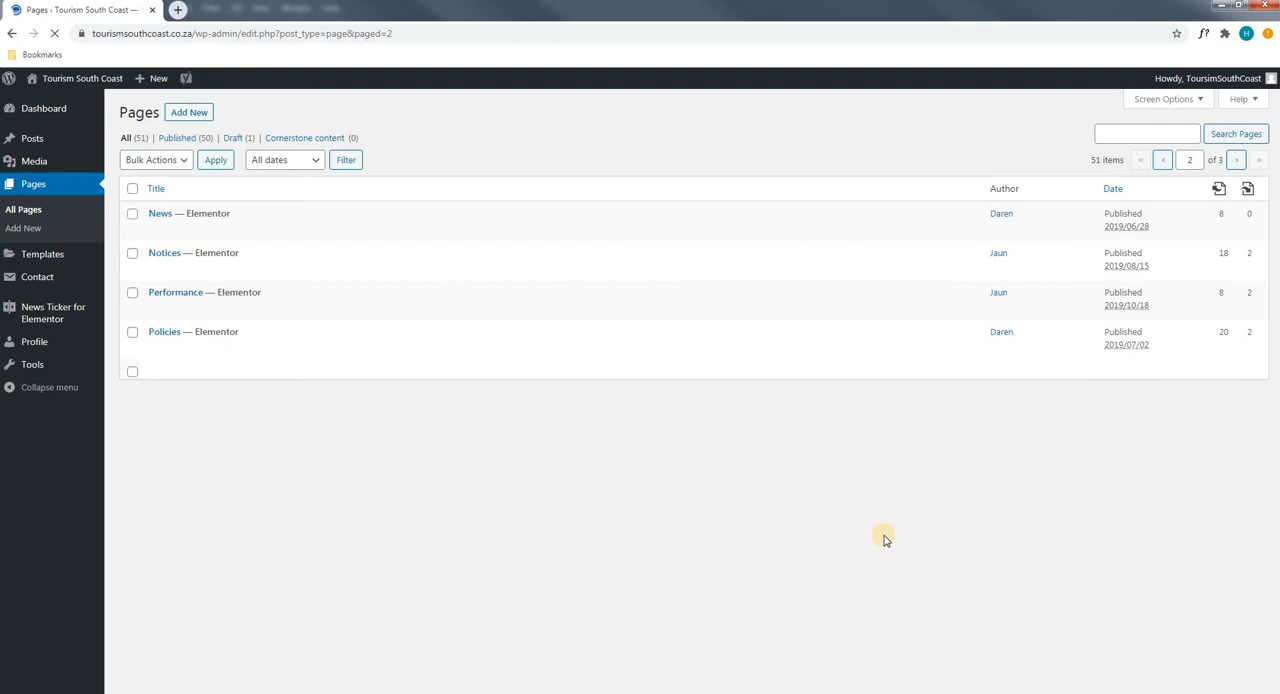 Pages ‹ Tourism South Coast —
tourismsouthcoast.co.za/wp-admin/edit.php?post_type=page&paged=2
f?
H
Bookmarks
Tourism South Coast
New
Howdy, ToursimSouthCoast
Dashboard
Posts
Media
Pages
All Pages
Add New
Templates
Contact
News Ticker for
Elementor
Profile
Tools
Collapse menu
Pages Add New
Screen Options Help
All (51) | Published (50) | Draft (1) | Cornerstone content (0)
Search Pages
Bulk Actions Apply All dates Filter
51 items « ‹ 2 of 3 › »
Title Author Date
News — Elementor Daren Published 8 0
2019/06/28
Notices — Elementor Jaun Published 18 2
2019/08/15
Performance — Elementor Jaun Published 8 2
2019/10/18
Policies — Elementor Daren Published 20 2
2019/07/02